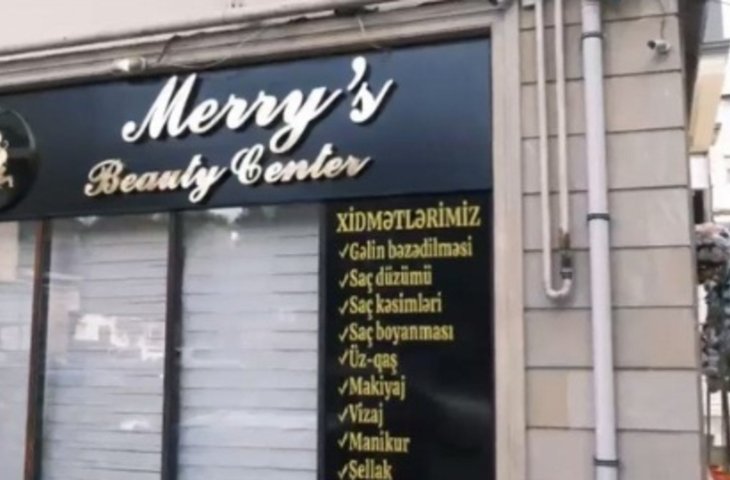 Merry's
Beauty Center
XİDMƏTLƏRİMİZ
✓Gəlin bəzədilməsi
✓Saç düzümü
✓Saç kəsimləri
✓Saç boyanması
✓Üz-qaş
✓Makiyaj
✓Vizaj
✓Manikur
✓Şellak